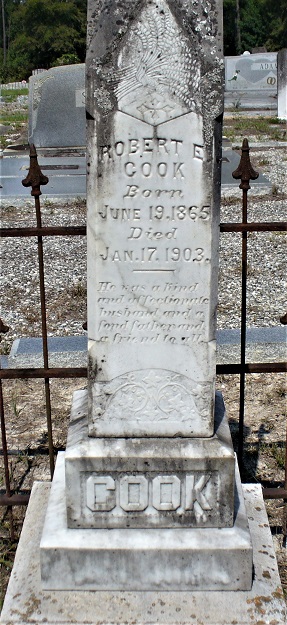 ROBERT E
COOK
Born
JUNE 19.1865
Died
JAN.17.1903.
He was a kind
and affectionate
husband and a
fond father and
a friend to all.
COOK
ADA